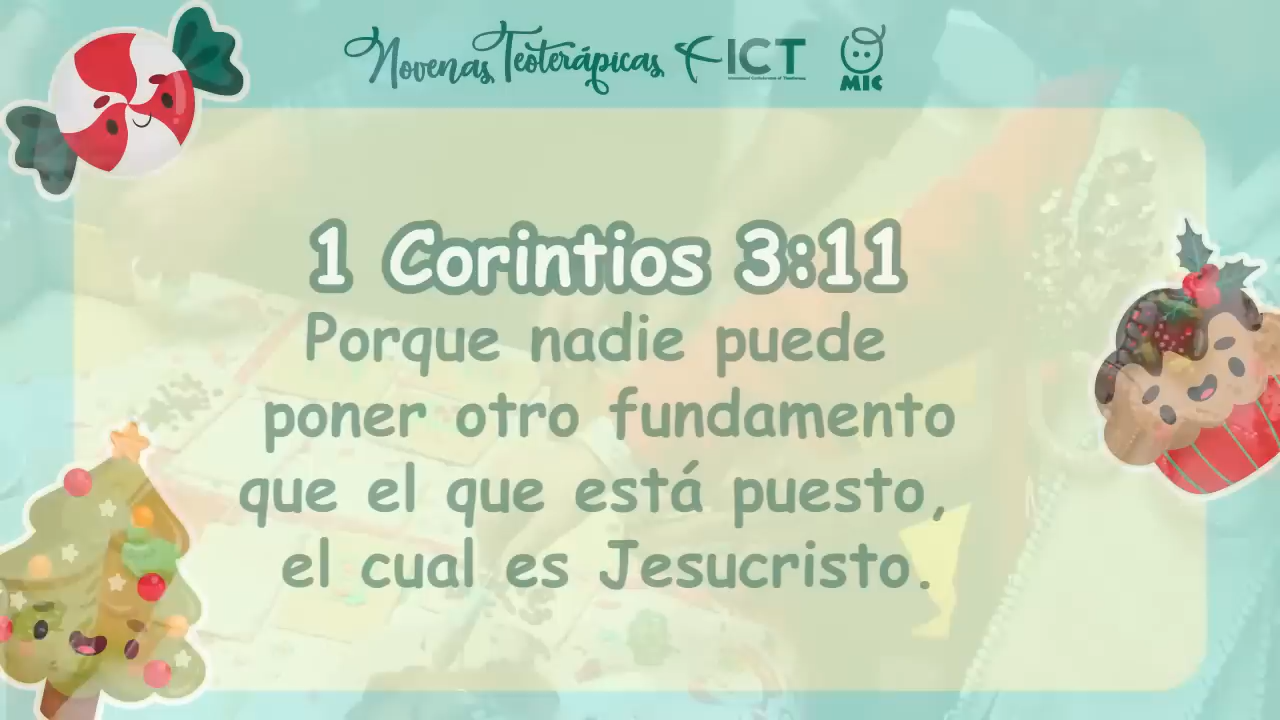 Novenas Teoterápicas ICT
MIC
1 Corintios 3:11
Porque nadie puede
poner otro fundamento
que el que está puesto,
el cual es Jesucristo.